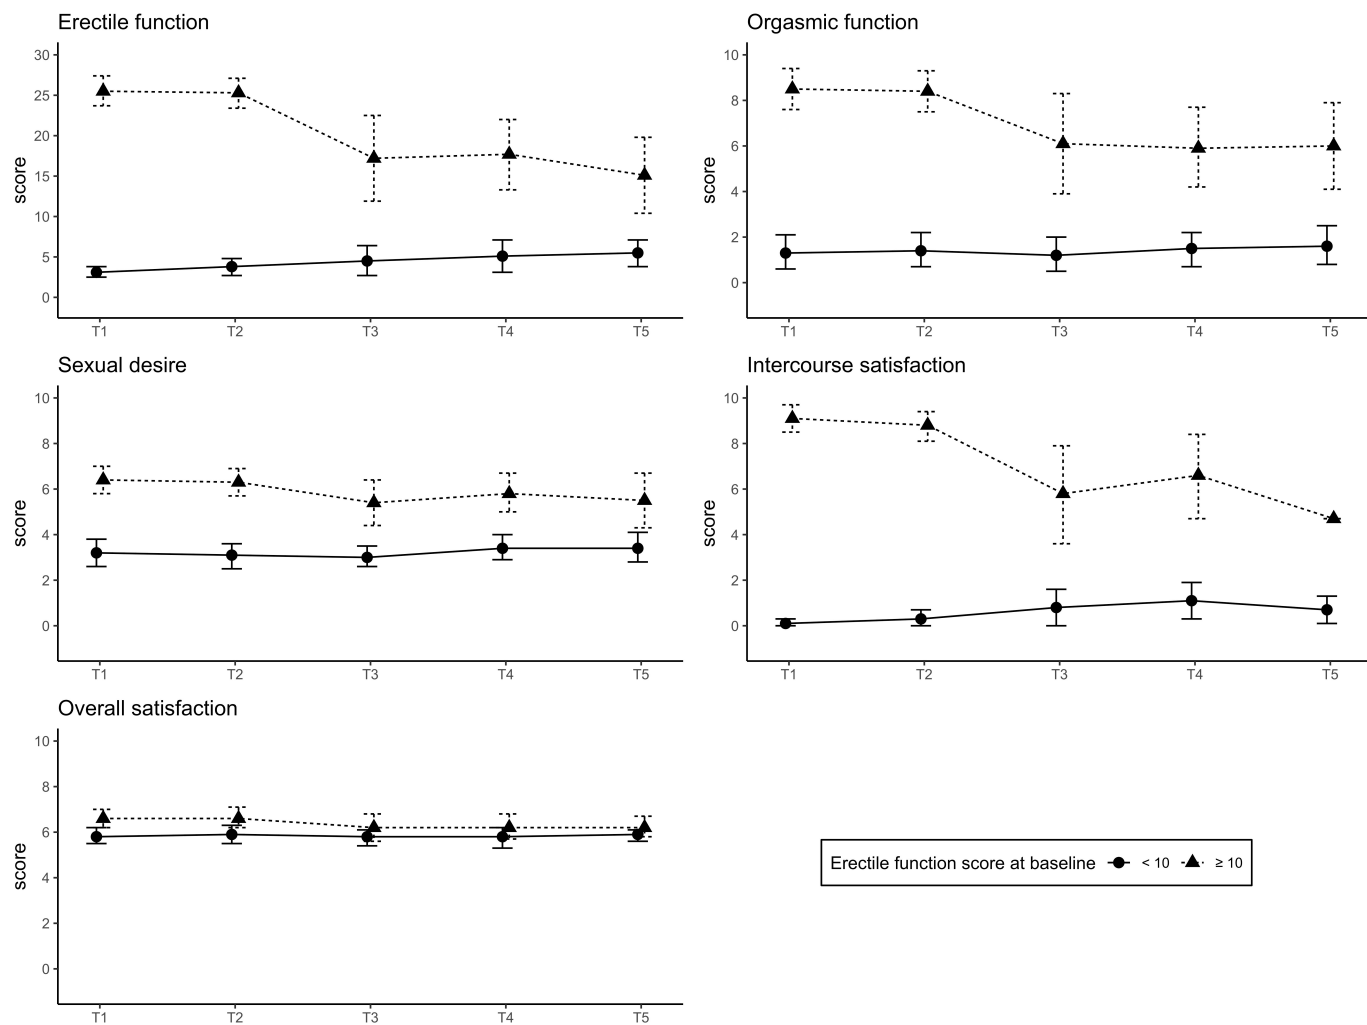 Erectile function
30
25
20
15
10
5
0
score
T1 T2 T3 T4 T5
Orgasmic function
10
8
6
4
2
0
score
T1 T2 T3 T4 T5
Sexual desire
10
8
6
4
2
0
score
T1 T2 T3 T4 T5
Intercourse satisfaction
10
8
6
4
2
0
score
T1 T2 T3 T4 T5
Overall satisfaction
10
8
6
4
2
0
score
T1 T2 T3 T4 T5
Erectile function score at baseline < 10 ≥ 10